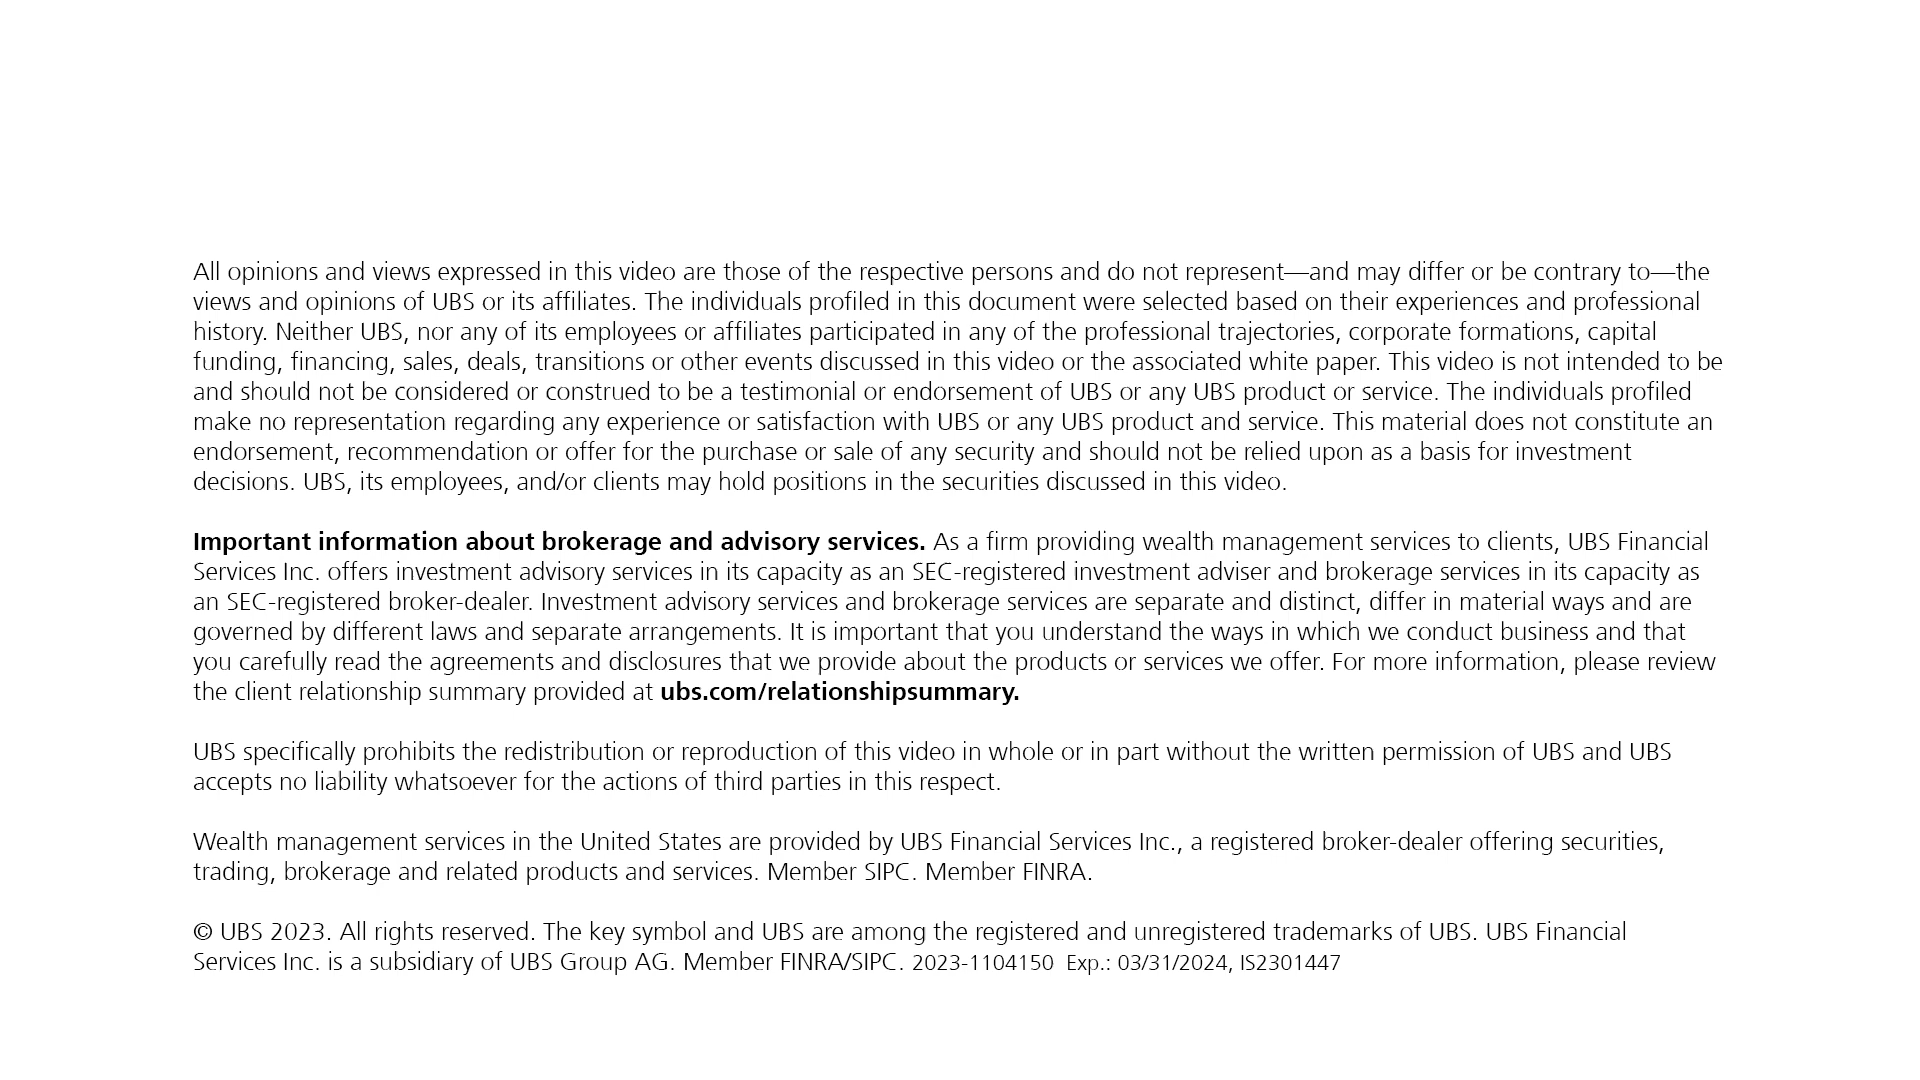 All opinions and views expressed in this video are those of the respective persons and do not represent—and may differ or be contrary to—the
views and opinions of UBS or its affiliates. The individuals profiled in this document were selected based on their experiences and professional
history. Neither UBS, nor any of its employees or affiliates participated in any of the professional trajectories, corporate formations, capital
funding, financing, sales, deals, transitions or other events discussed in this video or the associated white paper. This video is not intended to be
and should not be considered or construed to be a testimonial or endorsement of UBS or any UBS product or service. The individuals profiled
make no representation regarding any experience or satisfaction with UBS or any UBS product and service. This material does not constitute an
endorsement, recommendation or offer for the purchase or sale of any security and should not be relied upon as a basis for investment
decisions. UBS, its employees, and/or clients may hold positions in the securities discussed in this video.
Important information about brokerage and advisory services. As a firm providing wealth management services to clients, UBS Financial
Services Inc. offers investment advisory services in its capacity as an SEC-registered investment adviser and brokerage services in its capacity as
an SEC-registered broker-dealer. Investment advisory services and brokerage services are separate and distinct, differ in material ways and are
governed by different laws and separate arrangements. It is important that you understand the ways in which we conduct business and that
you carefully read the agreements and disclosures that we provide about the products or services we offer. For more information, please review
the client relationship summary provided at ubs.com/relationshipsummary.
UBS specifically prohibits the redistribution or reproduction of this video in whole or in part without the written permission of UBS and UBS
accepts no liability whatsoever for the actions of third parties in this respect.
Wealth management services in the United States are provided by UBS Financial Services Inc., a registered broker-dealer offering securities,
trading, brokerage and related products and services. Member SIPC. Member FINRA.
© UBS 2023. All rights reserved. The key symbol and UBS are among the registered and unregistered trademarks of UBS. UBS Financial
Services Inc. is a subsidiary of UBS Group AG. Member FINRA/SIPC. 2023-1104150 Exp.: 03/31/2024, IS2301447